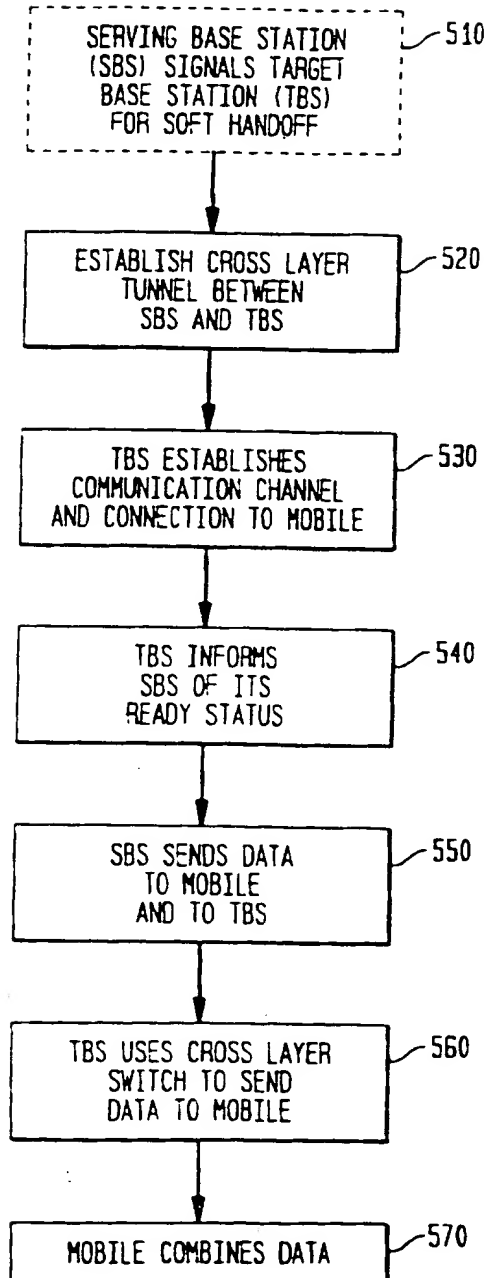 SERVING BASE STATION
(SBS) SIGNALS TARGET
BASE STATION (TBS)
FOR SOFT HANDOFF
510
ESTABLISH CROSS LAYER
TUNNEL BETWEEN
SBS AND TBS
520
TBS ESTABLISHES
COMMUNICATION CHANNEL
AND CONNECTION TO MOBILE
530
TBS INFORMS
SBS OF ITS
READY STATUS
540
SBS SENDS DATA
TO MOBILE
AND TO TBS
550
TBS USES CROSS LAYER
SWITCH TO SEND
DATA TO MOBILE
560
MOBILE COMBINES DATA
570